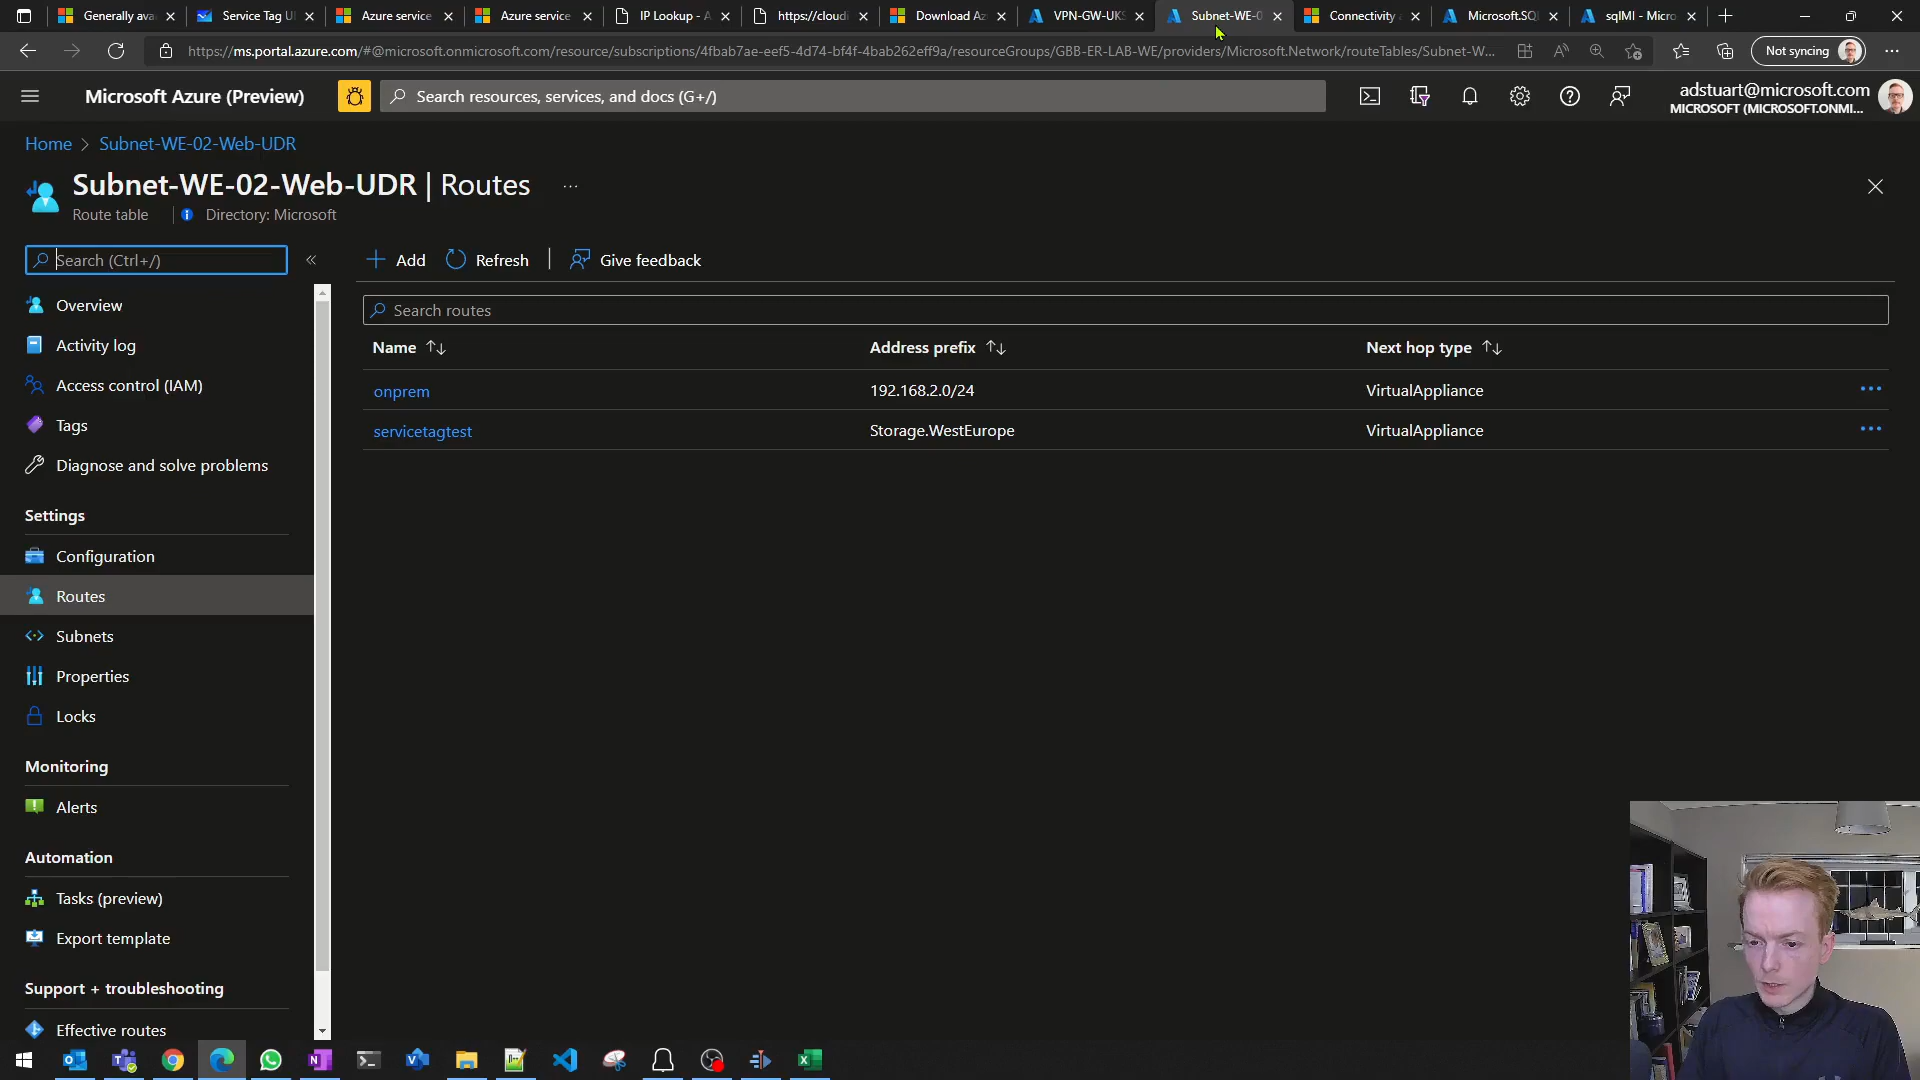 Generally ava
Service Tag U
Azure service
Azure service
IP Lookup - A
https://cloudi
Download Az
VPN-GW-UKS
Subnet-WE-0
Connectivity a
Microsoft.SQ
sqlMI - Micro
https://ms.portal.azure.com/#@microsoft.onmicrosoft.com/resource/subscriptions/4fbab7ae-eef5-4d74-bf4f-4bab262eff9a/resourceGroups/GBB-ER-LAB-WE/providers/Microsoft.Network/routeTables/Subnet-W...
Not syncing
Microsoft Azure (Preview)
Search resources, services, and docs (G+/)
adstuart@microsoft.com
MICROSOFT (MICROSOFT.ONMI...
Home > Subnet-WE-02-Web-UDR
Subnet-WE-02-Web-UDR | Routes ...
Route table
Directory: Microsoft
Search (Ctrl+/)
Overview
Activity log
Access control (IAM)
Tags
Diagnose and solve problems
Settings
Configuration
Routes
Subnets
Properties
Locks
Monitoring
Alerts
Automation
Tasks (preview)
Export template
Support + troubleshooting
Effective routes
Add
Refresh
Give feedback
Search routes
Name
Address prefix
Next hop type
onprem 192.168.2.0/24 VirtualAppliance
servicetagtest Storage.WestEurope VirtualAppliance